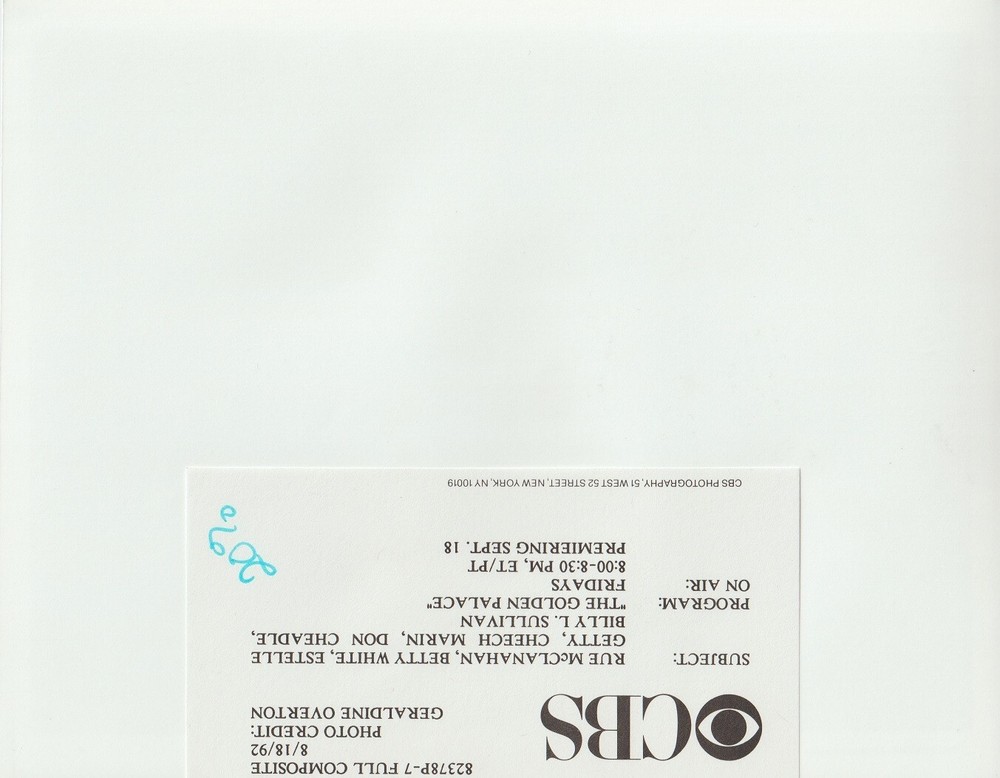 82378P-7 FULL COMPOSITE
8/18/92
PHOTO CREDIT:
GERALDINE OVERTON
CBS
SUBJECT: RUE McCLANAHAN, BETTY WHITE, ESTELLE
GETTY, CHEECH MARIN, DON CHEADLE,
BILLY L. SULLIVAN
PROGRAM: "THE GOLDEN PALACE"
ON AIR: FRIDAYS
8:00-8:30 PM, ET/PT
PREMIERING SEPT. 18
CBS PHOTOGRAPHY, 51 WEST 52 STREET, NEW YORK, NY 10019